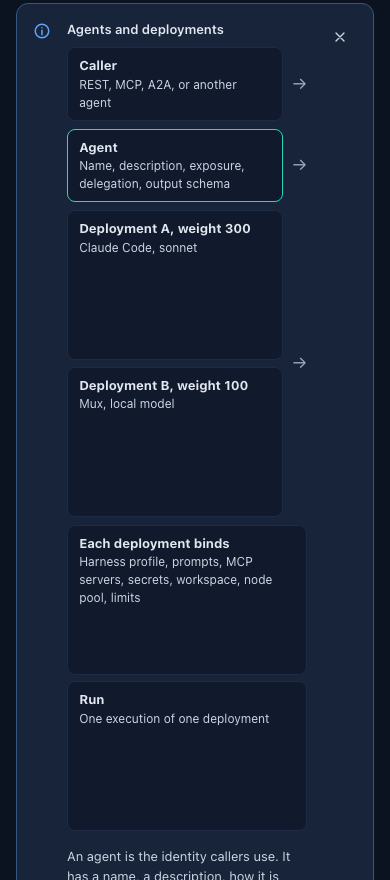 Agents and deployments
Caller
REST, MCP, A2A, or another
agent
Agent
Name, description, exposure,
delegation, output schema
Deployment A, weight 300
Claude Code, sonnet
Deployment B, weight 100
Mux, local model
Each deployment binds
Harness profile, prompts, MCP
servers, secrets, workspace, node
pool, limits
Run
One execution of one deployment
An agent is the identity callers use. It
has a name, a description, how it is